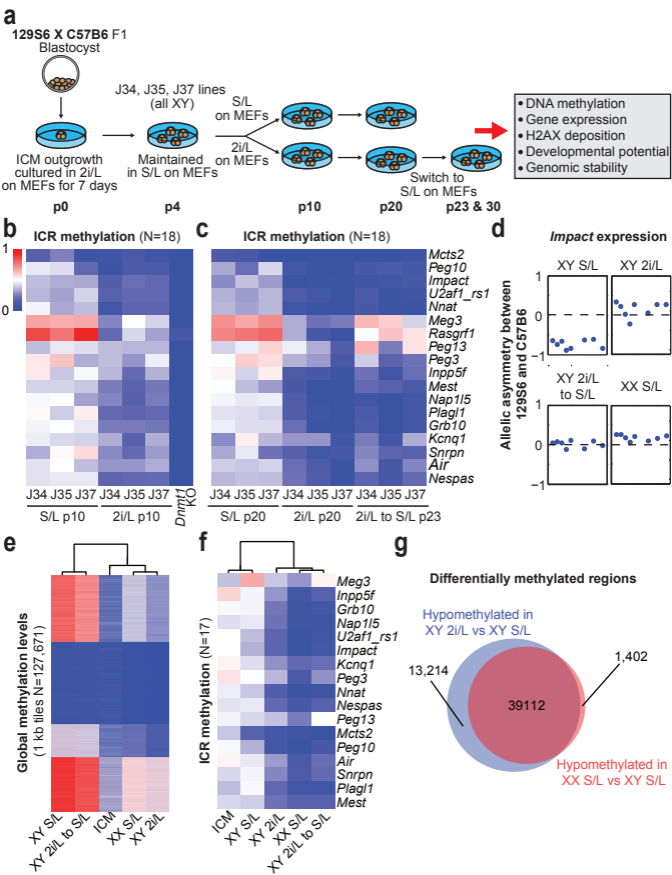 a
129S6 X C57B6 F1
Blastocyst
J34, J35, J37 lines
(all XY)
S/L
on MEFs
2i/L
on MEFs
ICM outgrowth
cultured in 2i/L
on MEFs for 7 days
Maintained
in S/L on MEFs
Switch to
S/L on MEFs
p0
p4
p10
p20
p23 & 30
• DNA methylation
• Gene expression
• H2AX deposition
• Developmental potential
• Genomic stability
b
ICR methylation (N=18)
1
0
J34 J35 J37 J34 J35 J37
S/L p10
2i/L p10
Dnmt1
KO
c
ICR methylation (N=18)
Mcts2
Peg10
Impact
U2af1_rs1
Nnat
Meg3
Rasgrf1
Peg13
Peg3
Inpp5f
Mest
Nap1l5
Plagl1
Grb10
Kcnq1
Snrpn
Air
Nespas
J34 J35 J37 J34 J35 J37 J34 J35 J37
S/L p20
2i/L p20
2i/L to S/L p23
d
Impact expression
XY S/L
XY 2i/L
1
0
−1
XY 2i/L
to S/L
XX S/L
1
0
−1
Allelic asymmetry between
129S6 and C57B6
e
Global methylation levels
(1 kb tiles N=127,671)
XY S/L
XY 2i/L to S/L
ICM
XX S/L
XY 2i/L
f
ICR methylation (N=17)
Meg3
Inpp5f
Grb10
Nap1l5
U2af1_rs1
Impact
Kcnq1
Peg3
Nnat
Nespas
Peg13
Mcts2
Peg10
Air
Snrpn
Plagl1
Mest
ICM
XY S/L
XY 2i/L
XX S/L
XY 2i/L to S/L
g
Differentially methylated regions
Hypomethylated in
XY 2i/L vs XY S/L
13,214
39112
1,402
Hypomethylated in
XX S/L vs XY S/L